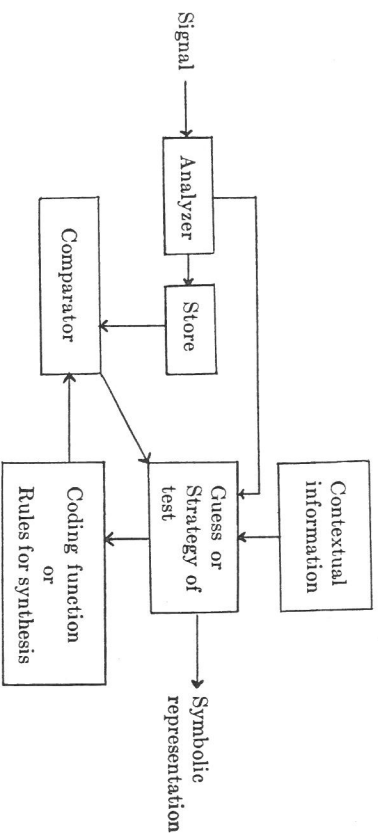 Signal
Analyzer
Store
Comparator
Contextual
information
Guess or
Strategy of
test
Coding function
or
Rules for synthesis
Symbolic
representation